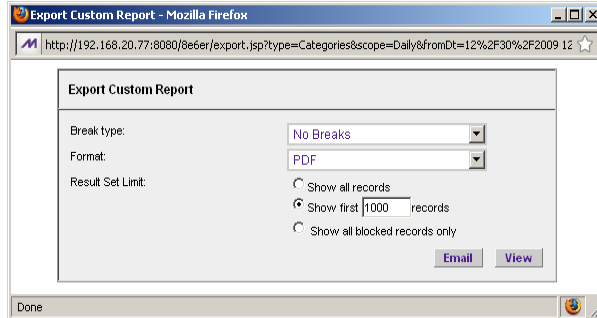 Export Custom Report - Mozilla Firefox
http://192.168.20.77:8080/8e6er/export.jsp?type=Categories&scope=Daily&fromDt=12%2F30%2F2009 12
Export Custom Report
Break type: No Breaks
Format: PDF
Result Set Limit: Show all records
Show first 1000 records
Show all blocked records only
Email View
Done